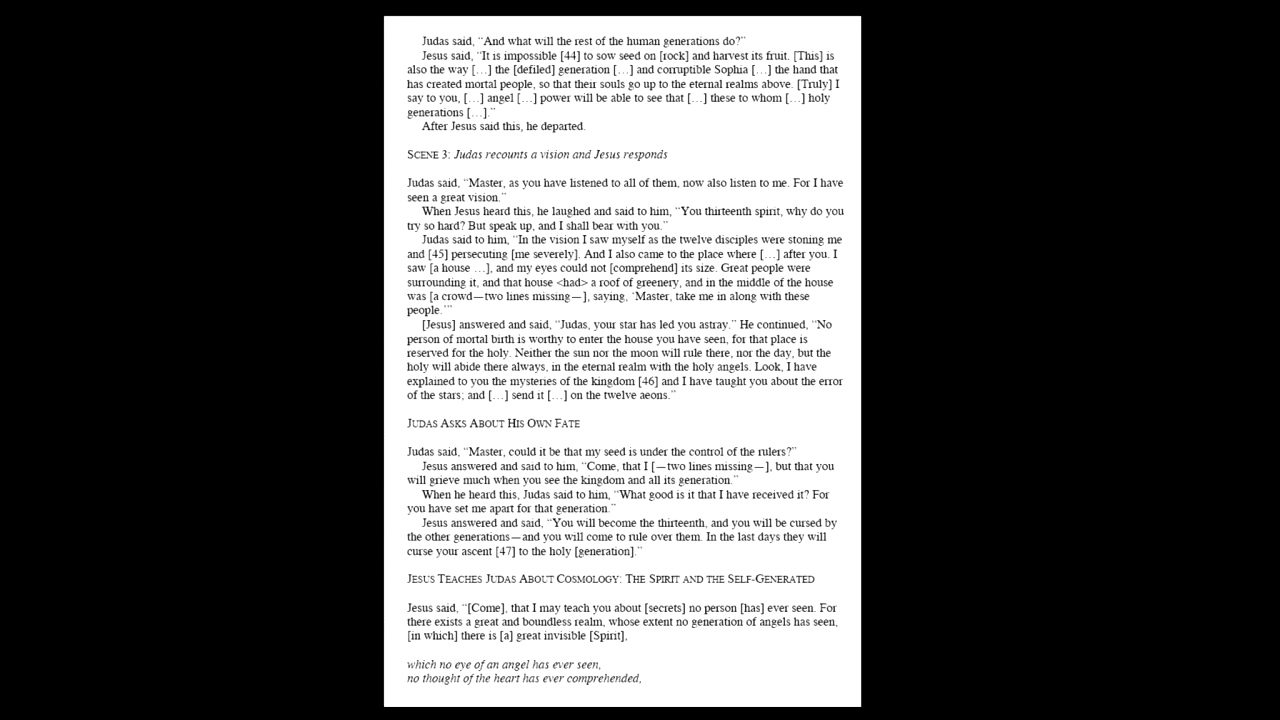 Judas said, “And what will the rest of the human generations do?”
Jesus said, “It is impossible [44] to sow seed on [rock] and harvest its fruit. [This] is
also the way […] the [defiled] generation […] and corruptible Sophia […] the hand that
has created mortal people, so that their souls go up to the eternal realms above. [Truly] I
say to you, […] angel […] power will be able to see that […] these to whom […] holy
generations […].”
After Jesus said this, he departed.
SCENE 3: Judas recounts a vision and Jesus responds
Judas said, “Master, as you have listened to all of them, now also listen to me. For I have
seen a great vision.”
When Jesus heard this, he laughed and said to him, “You thirteenth spirit, why do you
try so hard? But speak up, and I shall bear with you.”
Judas said to him, “In the vision I saw myself as the twelve disciples were stoning me
and [45] persecuting [me severely]. And I also came to the place where […] after you. I
saw [a house …], and my eyes could not [comprehend] its size. Great people were
surrounding it, and that house <had> a roof of greenery, and in the middle of the house
was [a crowd—two lines missing—], saying, ‘Master, take me in along with these
people.’”
[Jesus] answered and said, “Judas, your star has led you astray.” He continued, “No
person of mortal birth is worthy to enter the house you have seen, for that place is
reserved for the holy. Neither the sun nor the moon will rule there, nor the day, but the
holy will abide there always, in the eternal realm with the holy angels. Look, I have
explained to you the mysteries of the kingdom [46] and I have taught you about the error
of the stars; and […] send it […] on the twelve aeons.”
JUDAS ASKS ABOUT HIS OWN FATE
Judas said, “Master, could it be that my seed is under the control of the rulers?”
Jesus answered and said to him, “Come, that I [—two lines missing—], but that you
will grieve much when you see the kingdom and all its generation.”
When he heard this, Judas said to him, “What good is it that I have received it? For
you have set me apart for that generation.”
Jesus answered and said, “You will become the thirteenth, and you will be cursed by
the other generations—and you will come to rule over them. In the last days they will
curse your ascent [47] to the holy [generation].”
JESUS TEACHES JUDAS ABOUT COSMOLOGY: THE SPIRIT AND THE SELF-GENERATED
Jesus said, “[Come], that I may teach you about [secrets] no person [has] ever seen. For
there exists a great and boundless realm, whose extent no generation of angels has seen,
[in which] there is [a] great invisible [Spirit],
which no eye of an angel has ever seen,
no thought of the heart has ever comprehended,